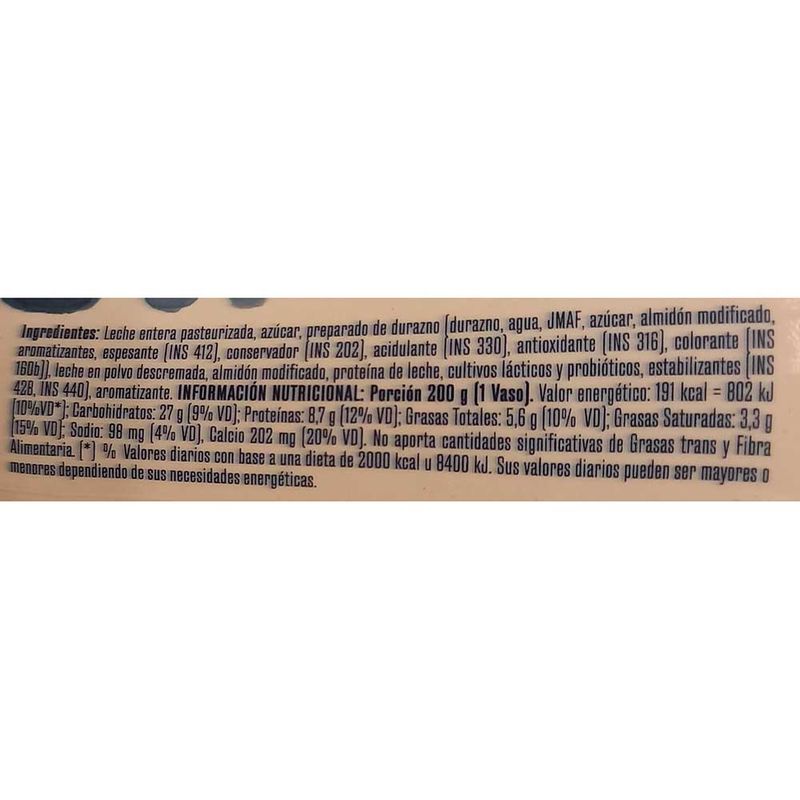 Ingredientes: Leche entera pasteurizada, azúcar, preparado de durazno (durazno, agua, JMAF, azúcar, almidón modificado,
aromatizantes, espesante (INS 412), conservador (INS 202), acidulante (INS 330), antioxidante (INS 316), colorante (INS
160b)), leche en polvo descremada, almidón modificado, proteína de leche, cultivos lácticos y probióticos, estabilizantes (INS
428, INS 440), aromatizante. INFORMACIÓN NUTRICIONAL: Porción 200 g (1 Vaso). Valor energético: 191 kcal = 802 kJ
(10%VD*); Carbohidratos: 27 g (9% VD); Proteínas: 8,7 g (12% VD); Grasas Totales: 5,6 g (10% VD); Grasas Saturadas: 3,3 g
(15% VD); Sodio: 98 mg (4% VD), Calcio 202 mg (20% VD). No aporta cantidades significativas de Grasas trans y Fibra
Alimentaria. (*) % Valores diarios con base a una dieta de 2000 kcal u 8400 kJ. Sus valores diarios pueden ser mayores o
menores dependiendo de sus necesidades energéticas.